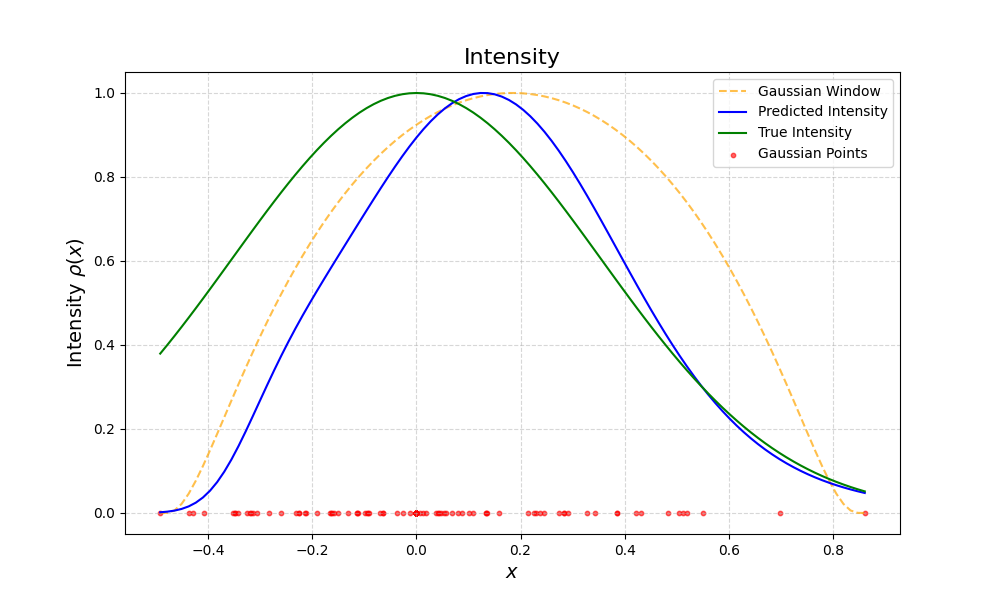 Intensity
Gaussian Window
Predicted Intensity
True Intensity
Gaussian Points
Intensity ρ(x)
1.0
0.8
0.6
0.4
0.2
0.0
−0.4
−0.2
0.0
0.2
0.4
0.6
0.8
x